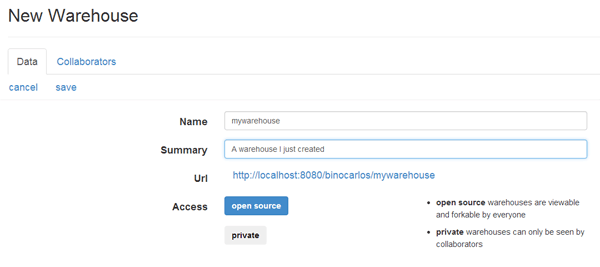 New Warehouse
Data Collaborators
cancel save
Name mywarehouse
Summary A warehouse I just created
Url http://localhost:8080/binocarlos/mywarehouse
Access open source
private
open source warehouses are viewable
and forkable by everyone
private warehouses can only be seen by
collaborators